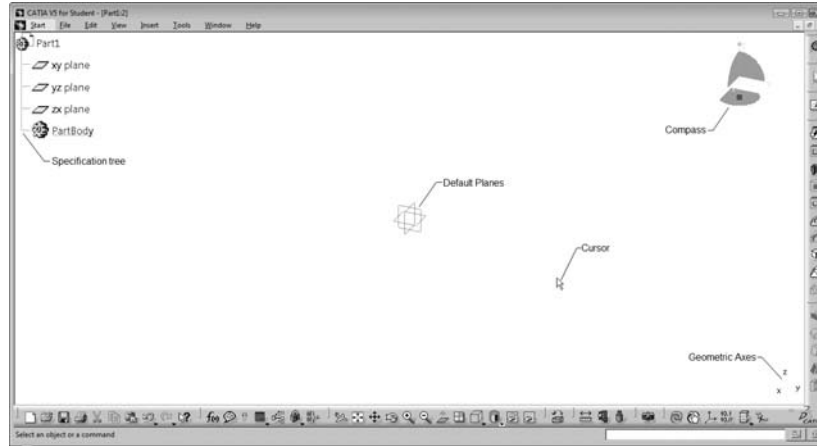 CATIA V5 for Student - [Part1:2]
Start File Edit View Insert Tools Window Help
Part1
xy plane
yz plane
zx plane
PartBody
Specification tree
Compass
Default Planes
Cursor
Geometric Axes
z
x y
Select an object or a command